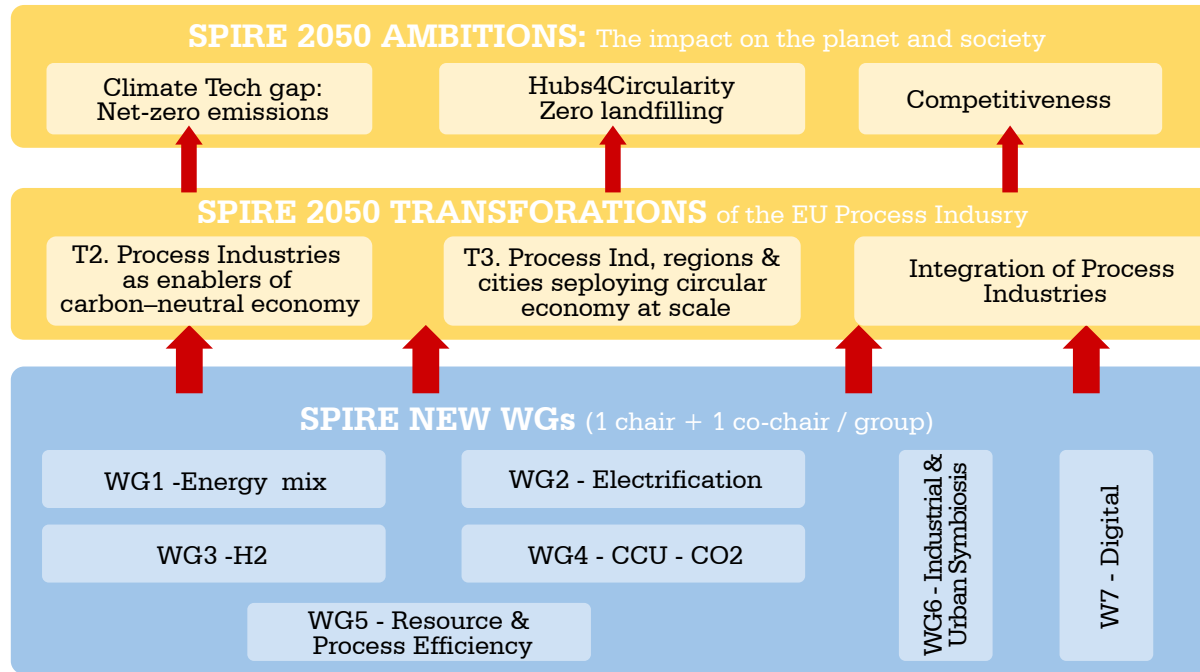 SPIRE 2050 AMBITIONS: The impact on the planet and society
Climate Tech gap:
Net-zero emissions
Hubs4Circularity
Zero landfilling
Competitiveness
SPIRE 2050 TRANSFORATIONS of the EU Process Indusry
T2. Process Industries
as enablers of
carbon–neutral economy
T3. Process Ind, regions &
cities seploying circular
economy at scale
Integration of Process
Industries
SPIRE NEW WGs (1 chair + 1 co-chair / group)
WG1 -Energy mix
WG2 - Electrification
WG3 -H2
WG4 - CCU - CO2
WG5 - Resource &
Process Efficiency
WG6 - Industrial &
Urban Symbiosis
W7 - Digital